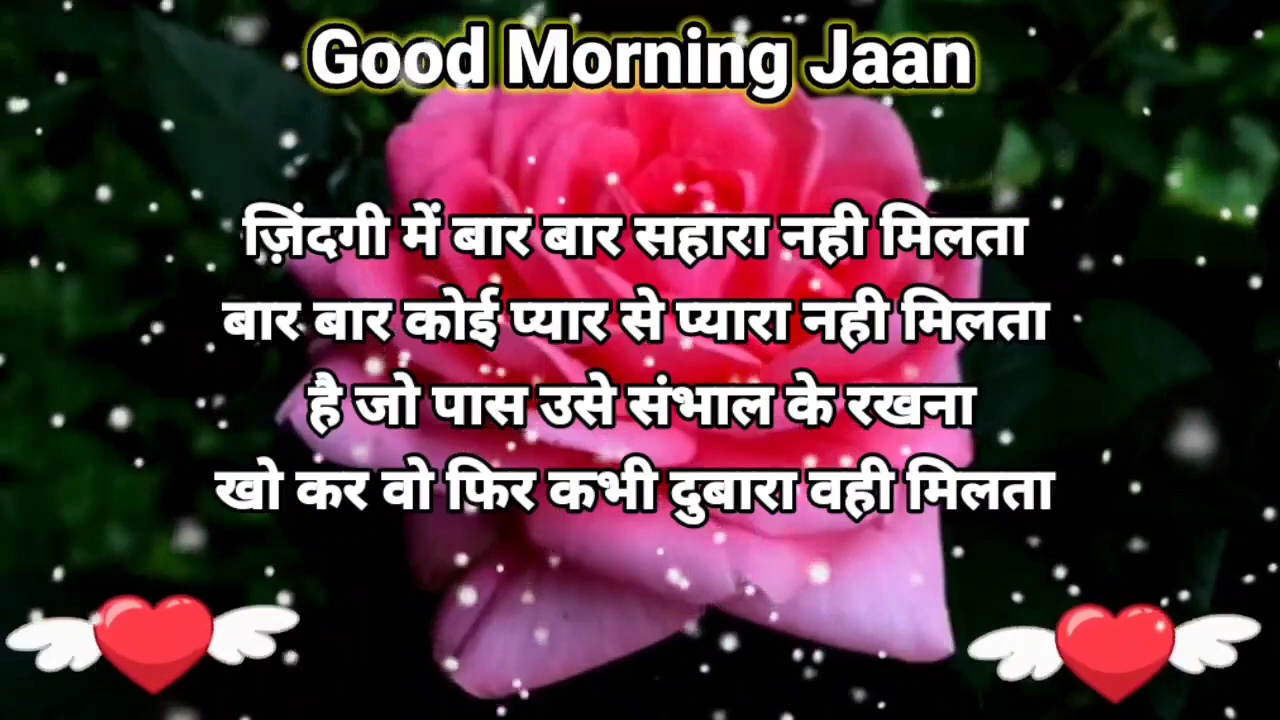 Good Morning Jaan
ज़िंदगी में बार बार सहारा नही मिलता
बार बार कोई प्यार से प्यारा नही मिलता
है जो पास उसे संभाल के रखना
खो कर वो फिर कभी दुबारा वही मिलता